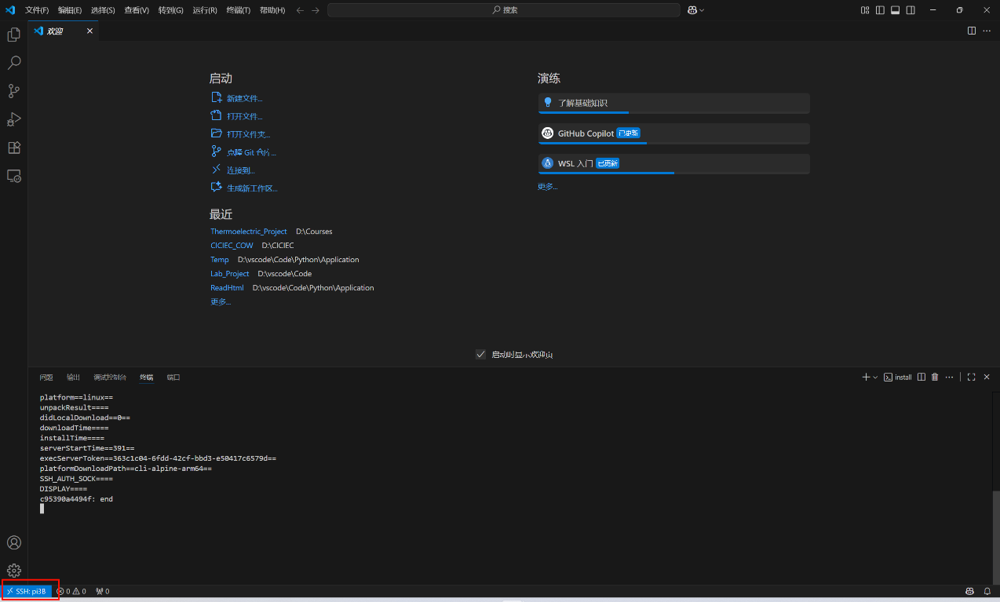 文件(F) 编辑(E) 选择(S) 查看(V) 转到(G) 运行(R) 终端(T) 帮助(H) 搜索
欢迎
启动
新建文件...
打开文件...
打开文件夹...
克隆 Git 仓库...
连接到...
生成新工作区...
最近
Thermoelectric_Project D:\Courses
CICIEC_COW D:\CICIEC
Temp D:\vscode\Code\Python\Application
Lab_Project D:\vscode\Code
ReadHtml D:\vscode\Code\Python\Application
更多...
演练
了解基础知识
GitHub Copilot 已更新
WSL 入门 已更新
更多...
启动时显示欢迎页
问题 输出 调试控制台 终端 端口 install
platform==linux==
unpackResult====
didLocalDownload==0==
downloadTime====
installTime====
serverStartTime==391==
execServerToken==363c1c04-6fdd-42cf-bbd3-e50417c6579d==
platformDownloadPath==cli-alpine-arm64==
SSH_AUTH_SOCK====
DISPLAY====
c95390a4494f: end
SSH: pi3B 0 0 0